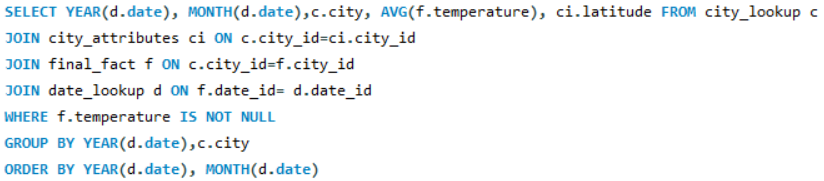 SELECT YEAR(d.date), MONTH(d.date),c.city, AVG(f.temperature), ci.latitude FROM city_lookup c
JOIN city_attributes ci ON c.city_id=ci.city_id
JOIN final_fact f ON c.city_id=f.city_id
JOIN date_lookup d ON f.date_id= d.date_id
WHERE f.temperature IS NOT NULL
GROUP BY YEAR(d.date),c.city
ORDER BY YEAR(d.date), MONTH(d.date)